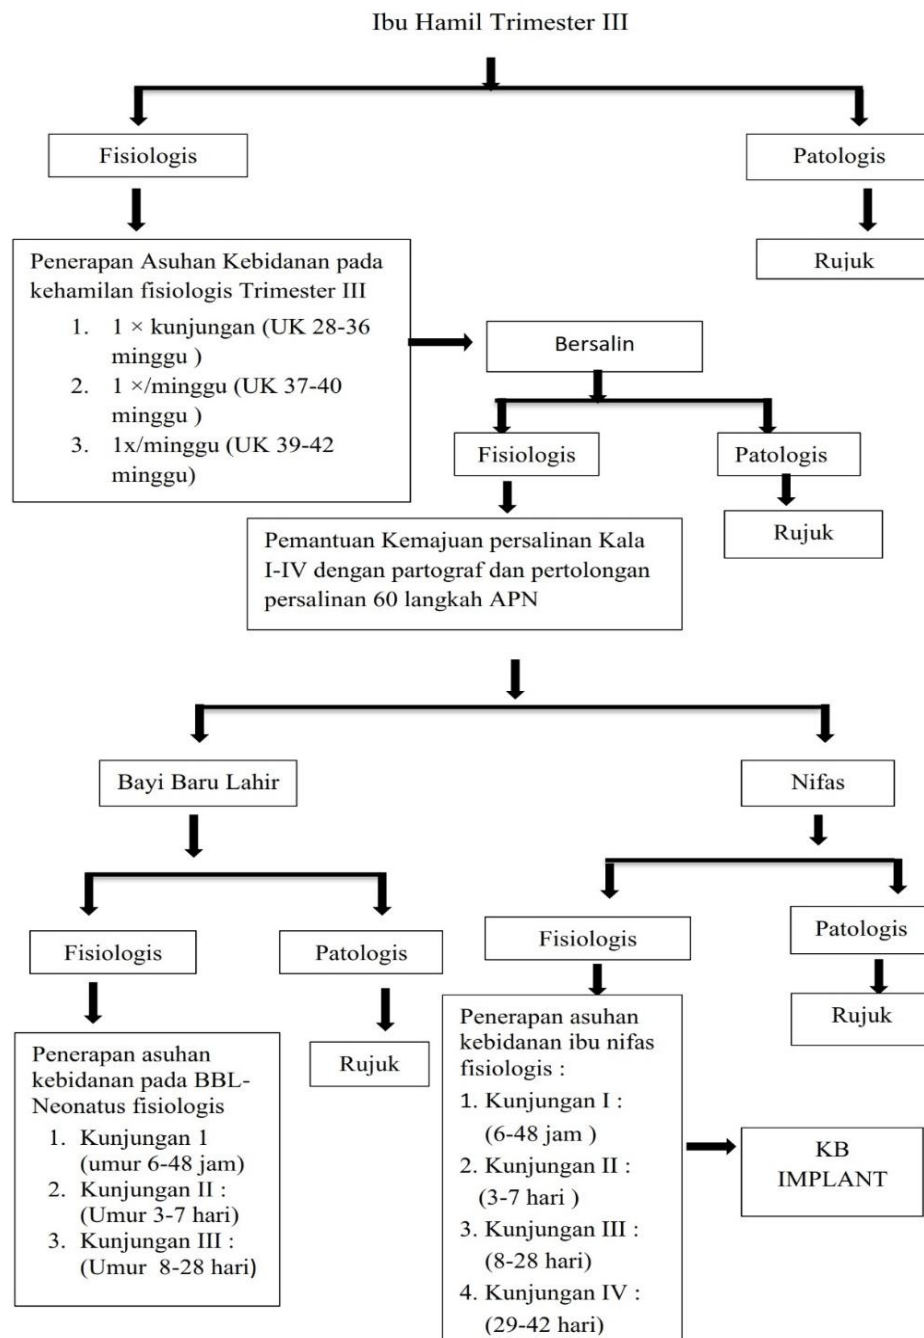 Ibu Hamil Trimester III
Fisiologis
Patologis
Rujuk
Penerapan Asuhan Kebidanan pada
kehamilan fisiologis Trimester III
1. 1 × kunjungan (UK 28-36
minggu )
2. 1 ×/minggu (UK 37-40
minggu )
3. 1x/minggu (UK 39-42
minggu)
Bersalin
Fisiologis
Patologis
Rujuk
Pemantuan Kemajuan persalinan Kala
I-IV dengan partograf dan pertolongan
persalinan 60 langkah APN
Bayi Baru Lahir
Nifas
Fisiologis
Patologis
Rujuk
Penerapan asuhan
kebidanan pada BBL-
Neonatus fisiologis
1. Kunjungan 1
(umur 6-48 jam)
2. Kunjungan II :
(Umur 3-7 hari)
3. Kunjungan III :
(Umur 8-28 hari)
Fisiologis
Patologis
Rujuk
Penerapan asuhan
kebidanan ibu nifas
fisiologis :
1. Kunjungan I :
(6-48 jam )
2. Kunjungan II :
(3-7 hari )
3. Kunjungan III :
(8-28 hari)
4. Kunjungan IV :
(29-42 hari)
KB
IMPLANT